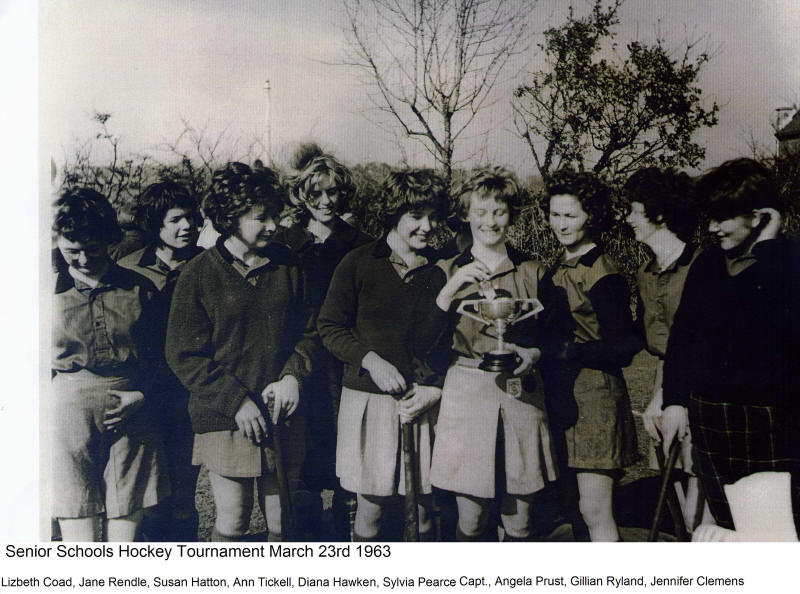 Senior Schools Hockey Tournament March 23rd 1963
Lizbeth Coad, Jane Rendle, Susan Hatton, Ann Tickell, Diana Hawken, Sylvia Pearce Capt., Angela Prust, Gillian Ryland, Jennifer Clemens